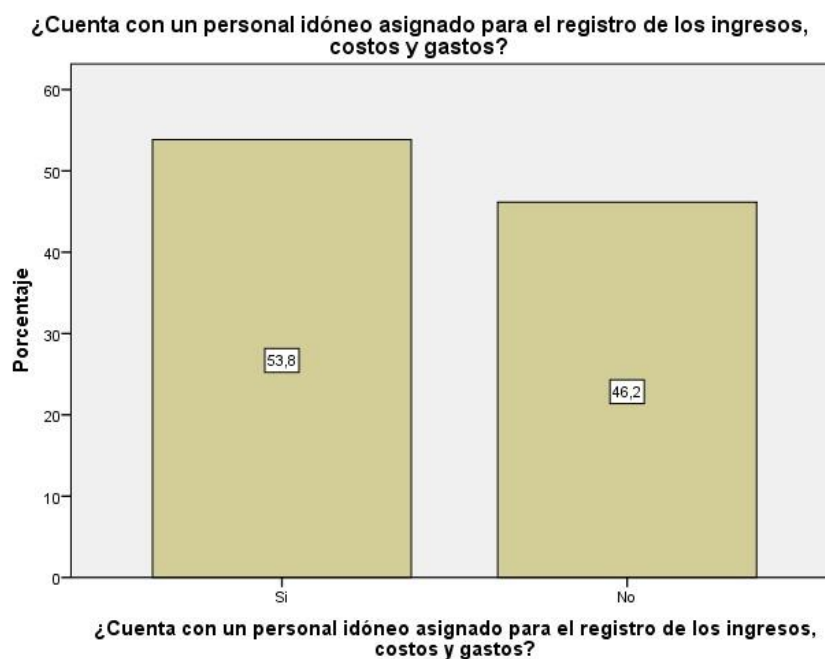 ¿Cuenta con un personal idóneo asignado para el registro de los ingresos,
costos y gastos?
60
50
40
30
20
10
0
Porcentaje
53,8
46,2
Si
No
¿Cuenta con un personal idóneo asignado para el registro de los ingresos,
costos y gastos?